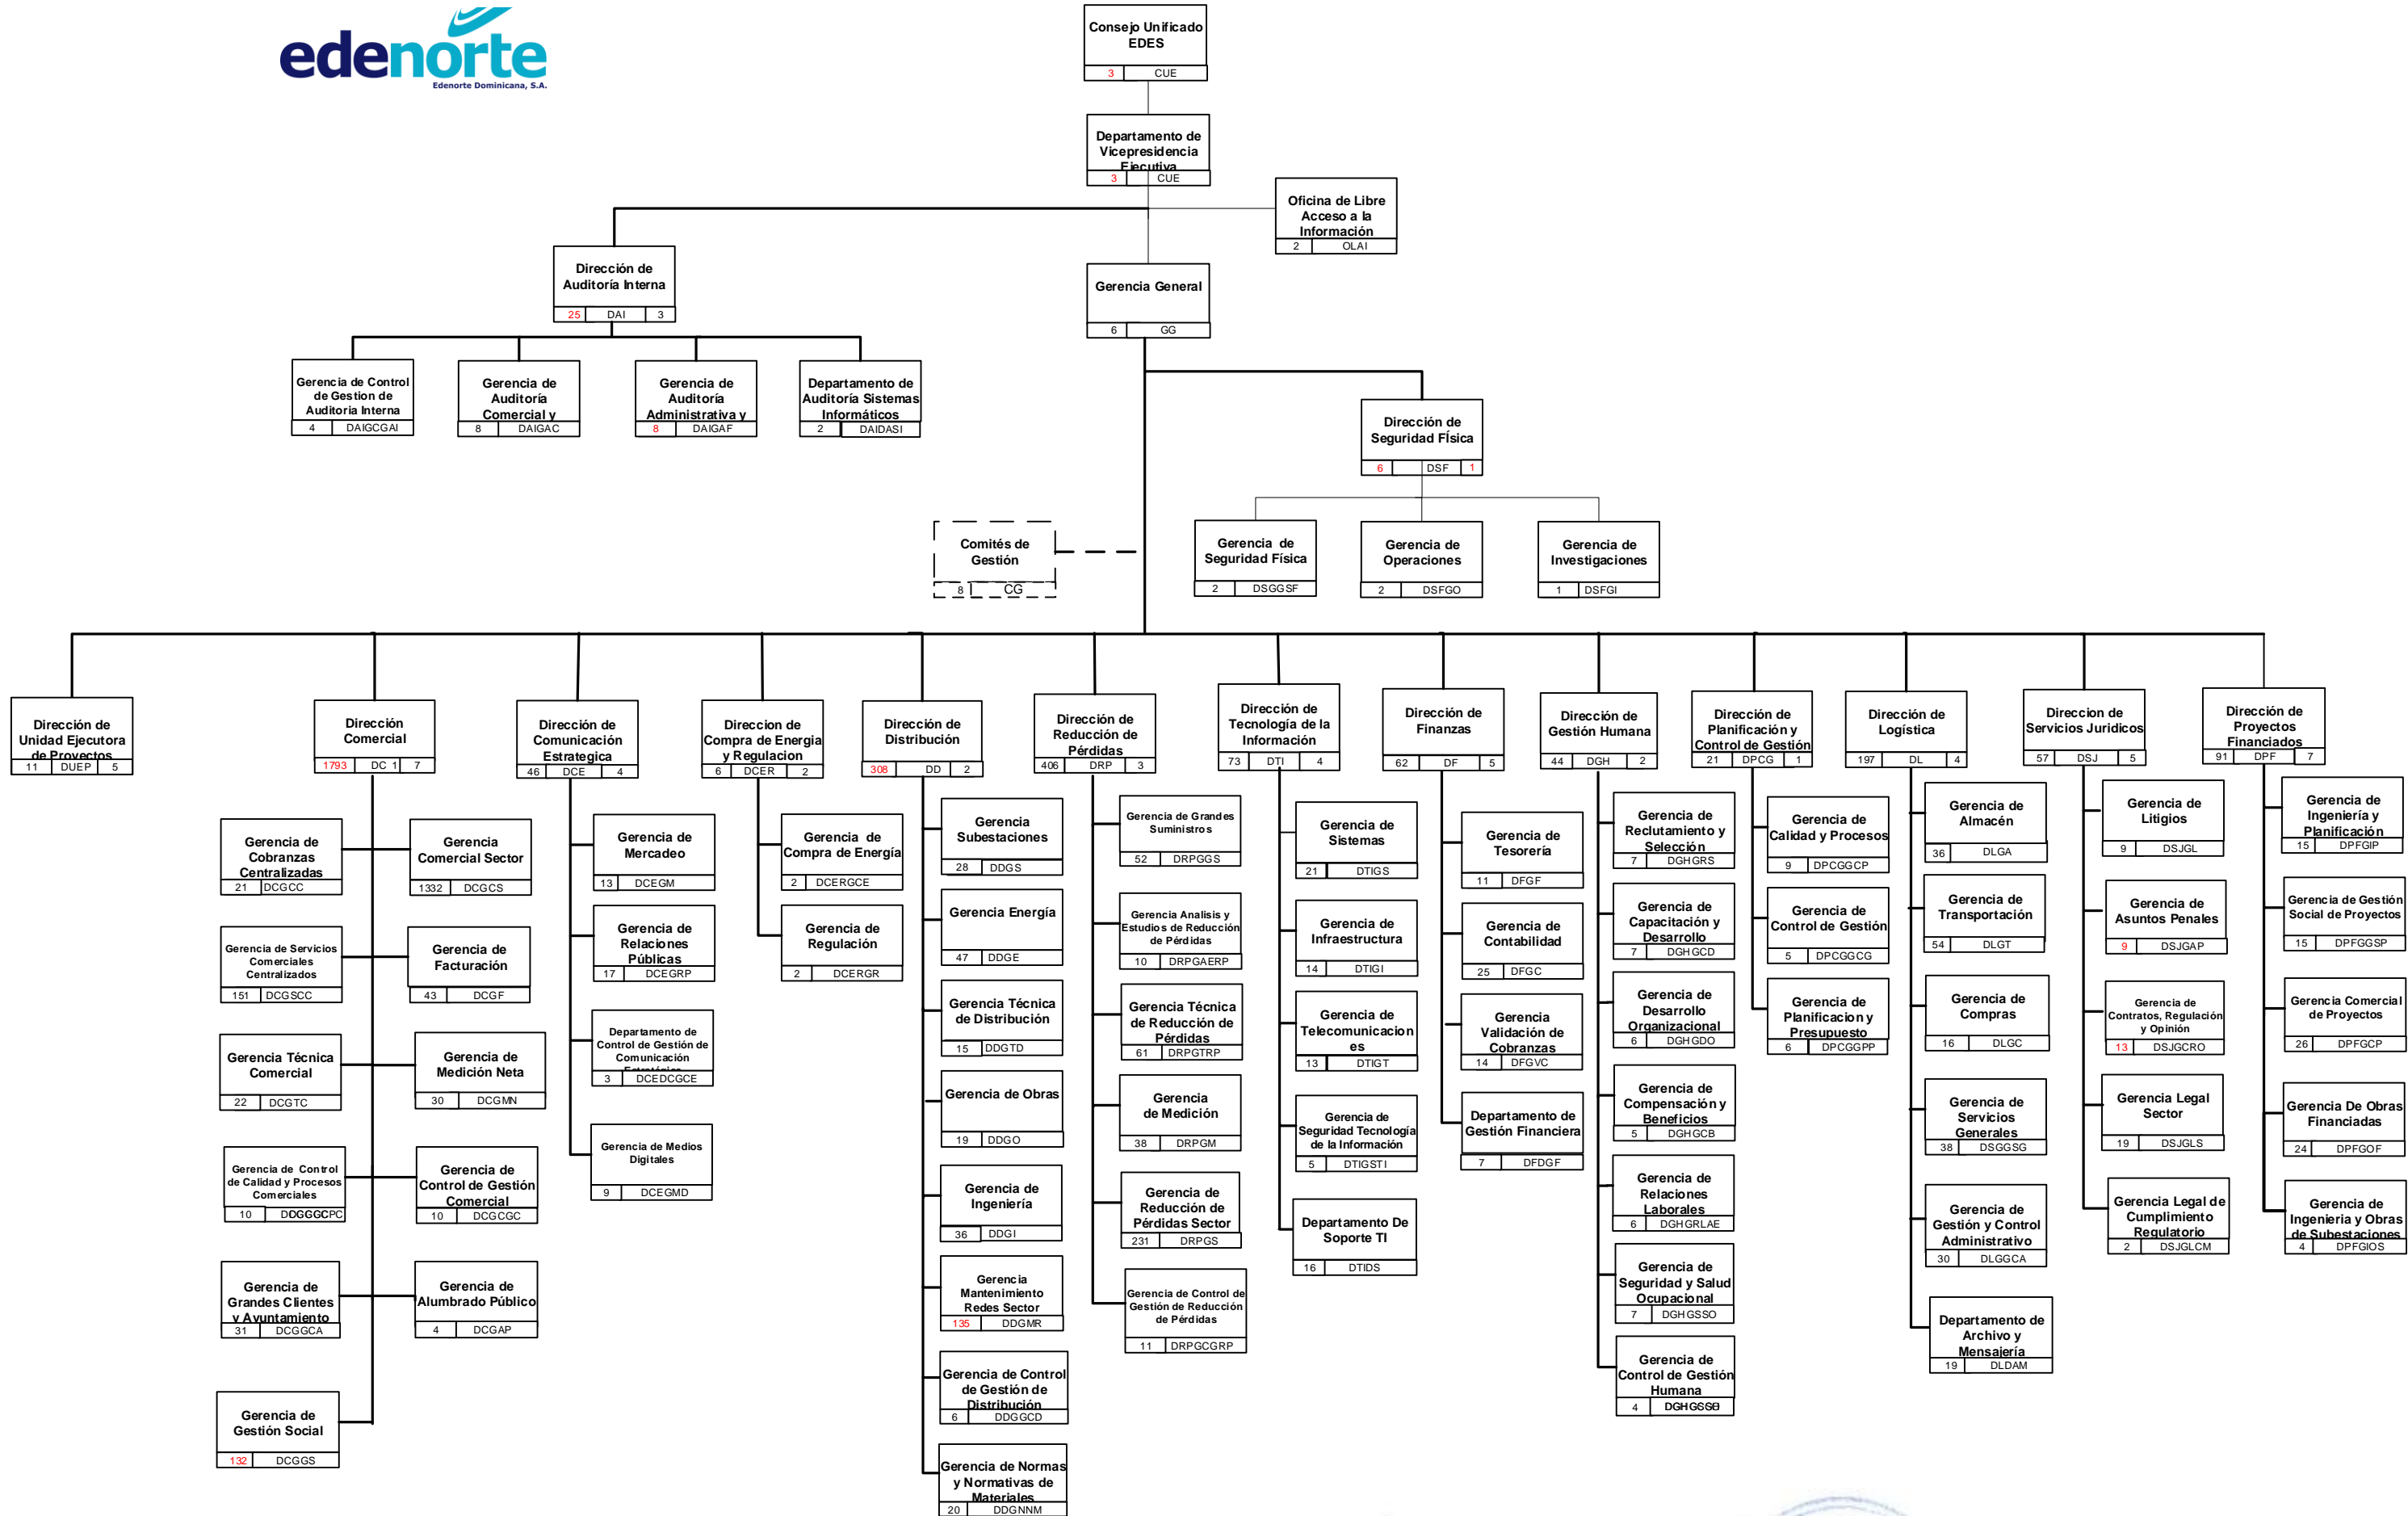 edenorte
Edenorte Dominicana, S.A.
Consejo Unificado
EDES
3 CUE
Departamento de
Vicepresidencia
Ejecutiva
3 CUE
Oficina de Libre
Acceso a la
Información
2 OLAI
Dirección de
Auditoría Interna
25 DAI 3
Gerencia General
6 GG
Gerencia de Control
de Gestion de
Auditoria Interna
4 DAIGCGAI
Gerencia de
Auditoría
Comercial y
8 DAIGAC
Gerencia de
Auditoría
Administrativa y
8 DAIGAF
Departamento de
Auditoría Sistemas
Informáticos
2 DAIDASI
Dirección de
Seguridad FÍsica
6 DSF 1
Comités de
Gestión
8 CG
Gerencia de
Seguridad Física
2 DSGGSF
Gerencia de
Operaciones
2 DSFGO
Gerencia de
Investigaciones
1 DSFGI
Dirección de
Unidad Ejecutora
de Proyectos
11 DUEP 5
Dirección
Comercial
1793 DC 1 7
Dirección de
Comunicación
Estrategica
46 DCE 4
Direccion de
Compra de Energia
y Regulacion
6 DCER 2
Dirección de
Distribución
308 DD 2
Dirección de
Reducción de
Pérdidas
406 DRP 3
Dirección de
Tecnología de la
Información
73 DTI 4
Dirección de
Finanzas
62 DF 5
Dirección de
Gestión Humana
44 DGH 2
Dirección de
Planificación y
Control de Gestión
21 DPCG 1
Dirección de
Logística
197 DL 4
Direccion de
Servicios Juridicos
57 DSJ 5
Dirección de
Proyectos
Financiados
91 DPF 7
Gerencia de
Cobranzas
Centralizadas
21 DCGCC
Gerencia
Comercial Sector
1332 DCGCS
Gerencia de Servicios
Comerciales
Centralizados
151 DCGSCC
Gerencia de
Facturación
43 DCGF
Gerencia Técnica
Comercial
22 DCGTC
Gerencia de
Medición Neta
30 DCGMN
Gerencia de Control
de Calidad y Procesos
Comerciales
10
Gerencia de
Control de Gestión
Comercial
10 DCGCGC
Gerencia de
Grandes Clientes
y Ayuntamiento
31 DCGGCA
Gerencia de
Alumbrado Público
4 DCGAP
Gerencia de
Gestión Social
132 DCGGS
Gerencia de
Mercadeo
13 DCEGM
Gerencia de
Relaciones
Públicas
17 DCEGRP
Departamento de
Control de Gestión de
Comunicación
Estratégica
3 DCEDCGCE
Gerencia de Medios
Digitales
9 DCEGMD
Gerencia de
Compra de Energía
2 DCERGCE
Gerencia de
Regulación
2 DCERGR
Gerencia
Subestaciones
28 DDGS
Gerencia Energía
47 DDGE
Gerencia Técnica
de Distribución
15 DDGTD
Gerencia de Obras
19 DDGO
Gerencia de
Ingeniería
36 DDGI
Gerencia
Mantenimiento
Redes Sector
135 DDGMR
Gerencia de Control
de Gestión de
Distribución
6 DDGGCD
Gerencia de Normas
y Normativas de
Materiales
20 DDGNNM
Gerencia de Grandes
Suministros
52 DRPGGS
Gerencia Analisis y
Estudios de Reducción
de Pérdidas
10 DRPGAERP
Gerencia Técnica
de Reducción de
Pérdidas
61 DRPGTRP
Gerencia
de Medición
38 DRPGM
Gerencia de
Reducción de
Pérdidas Sector
231 DRPGS
Gerencia de Control de
Gestión de Reducción
de Pérdidas
11 DRPGCGRP
Gerencia de
Sistemas
21 DTIGS
Gerencia de
Infraestructura
14 DTIGI
Gerencia de
Telecomunicacion
es
13 DTIGT
Gerencia de
Seguridad Tecnología
de la Información
5 DTIGSTI
Departamento De
Soporte TI
16 DTIDS
Gerencia de
Tesorería
11 DFGF
Gerencia de
Contabilidad
25 DFGC
Gerencia
Validación de
Cobranzas
14 DFGVC
Departamento de
Gestión Financiera
7 DFDGF
Gerencia de
Reclutamiento y
Selección
7 DGHGRS
Gerencia de
Capacitación y
Desarrollo
7 DGHGCD
Gerencia de
Desarrollo
Organizacional
6 DGHGDO
Gerencia de
Compensación y
Beneficios
5 DGHGCB
Gerencia de
Relaciones
Laborales
6 DGHGRLAE
Gerencia de
Seguridad y Salud
Ocupacional
7 DGHGSSO
Gerencia de
Control de Gestión
Humana
4
Gerencia de
Calidad y Procesos
9 DPCGGCP
Gerencia de
Control de Gestión
5 DPCGGCG
Gerencia de
Planificacion y
Presupuesto
6 DPCGGPP
Gerencia de
Almacén
36 DLGA
Gerencia de
Transportación
54 DLGT
Gerencia de
Compras
16 DLGC
Gerencia de
Servicios
Generales
38 DSGGSG
Gerencia de
Gestión y Control
Administrativo
30 DLGGCA
Departamento de
Archivo y
Mensajería
19 DLDAM
Gerencia de
Litigios
9 DSJGL
Gerencia de
Asuntos Penales
9 DSJGAP
Gerencia de
Contratos, Regulación
y Opinión
13 DSJGCRO
Gerencia Legal
Sector
19 DSJGLS
Gerencia Legal de
Cumplimiento
Regulatorio
2 DSJGLCM
Gerencia de
Ingeniería y
Planificación
15 DPFGIP
Gerencia de Gestión
Social de Proyectos
15 DPFGGSP
Gerencia Comercial
de Proyectos
26 DPFGCP
Gerencia De Obras
Financiadas
24 DPFGOF
Gerencia de
Ingenieria y Obras
de Subestaciones
4 DPFGIOS